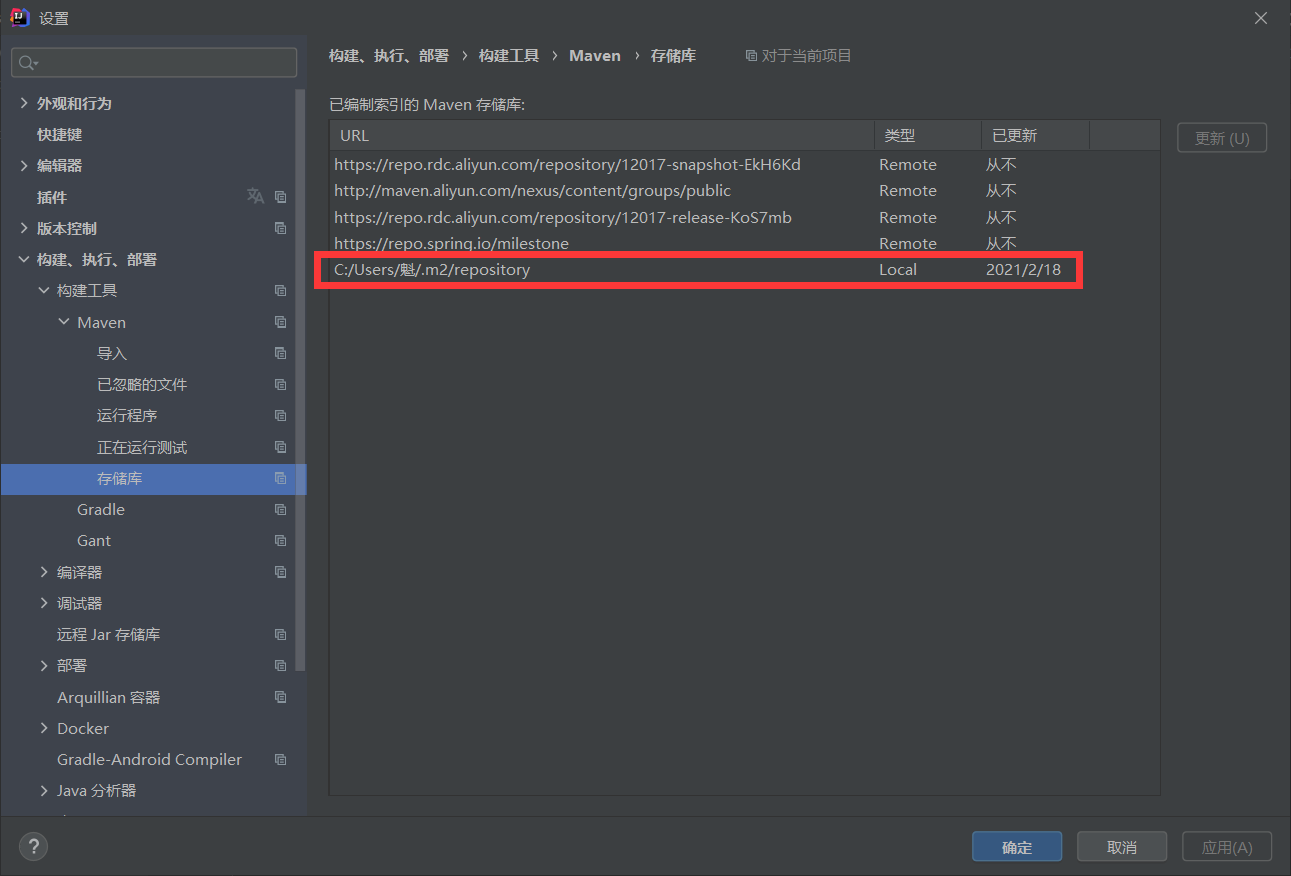 设置
构建、执行、部署 › 构建工具 › Maven › 存储库 对于当前项目
外观和行为
快捷键
编辑器
插件
版本控制
构建、执行、部署
构建工具
Maven
导入
已忽略的文件
运行程序
正在运行测试
存储库
Gradle
Gant
编译器
调试器
远程 Jar 存储库
部署
Arquillian 容器
Docker
Gradle-Android Compiler
Java 分析器
已编制索引的 Maven 存储库:
URL 类型 已更新
https://repo.rdc.aliyun.com/repository/12017-snapshot-EkH6Kd Remote 从不
http://maven.aliyun.com/nexus/content/groups/public Remote 从不
https://repo.rdc.aliyun.com/repository/12017-release-KoS7mb Remote 从不
https://repo.spring.io/milestone Remote 从不
C:/Users/魁/.m2/repository Local 2021/2/18
更新 (U)
?
确定 取消 应用(A)